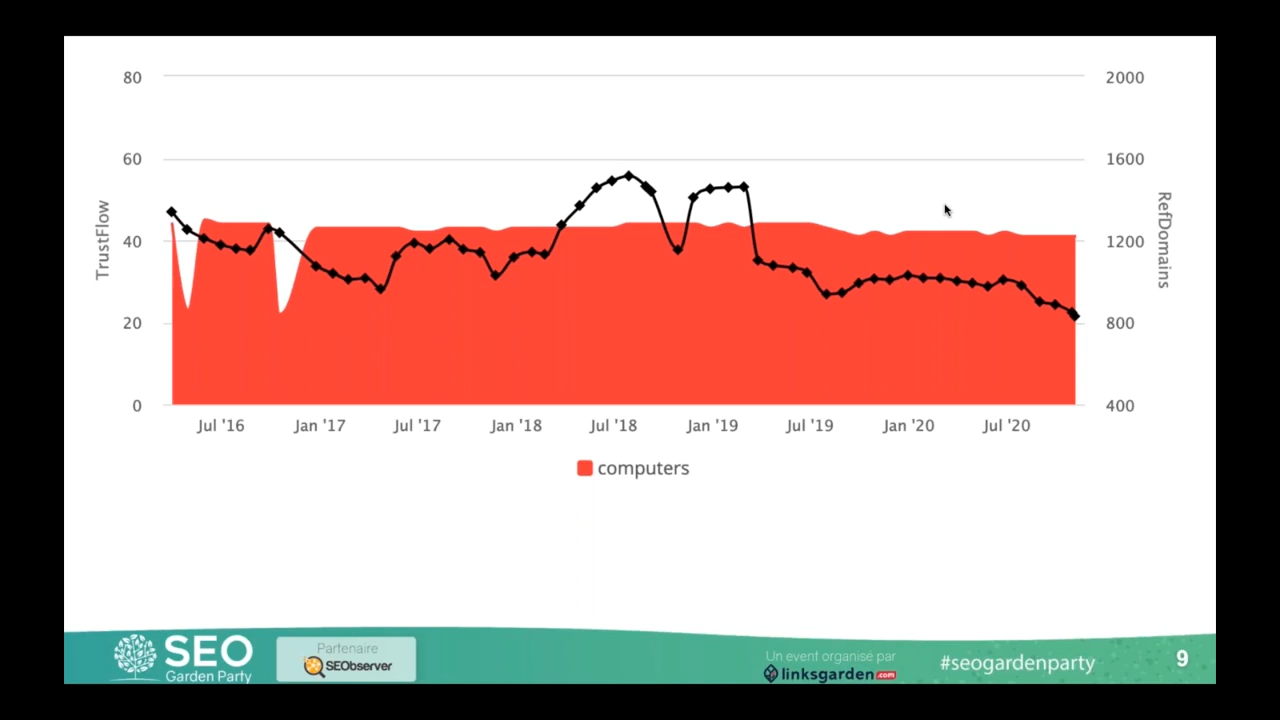 80
60
40
20
0
TrustFlow
2000
1600
1200
800
400
RefDomains
Jul '16
Jan '17
Jul '17
Jan '18
Jul '18
Jan '19
Jul '19
Jan '20
Jul '20
computers
SEO
Garden Party
Partenaire
SEObserver
Un event organisé par
linksgarden.com
#seogardenparty
9